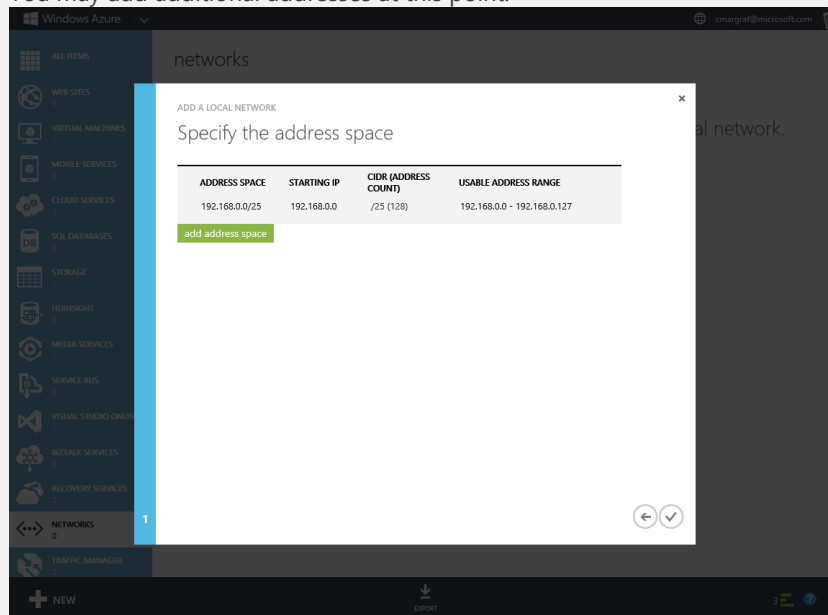 You may add additional addresses at this point.
Windows Azure
cmargraf@microsoft.com
ALL ITEMS
networks
WEB SITES
ADD A LOCAL NETWORK
VIRTUAL MACHINES
Specify the address space
al network.
MOBILE SERVICES
ADDRESS SPACE STARTING IP CIDR (ADDRESS COUNT) USABLE ADDRESS RANGE
192.168.0.0/25 192.168.0.0 /25 (128) 192.168.0.0 - 192.168.0.127
CLOUD SERVICES
add address space
SQL DATABASES
DB
STORAGE
HDINSIGHT
MEDIA SERVICES
SERVICE BUS
VISUAL STUDIO ONLIN
BIZTALK SERVICES
RECOVERY SERVICES
NETWORKS
0
1
TRAFFIC MANAGER
NEW
EXPORT
3
?